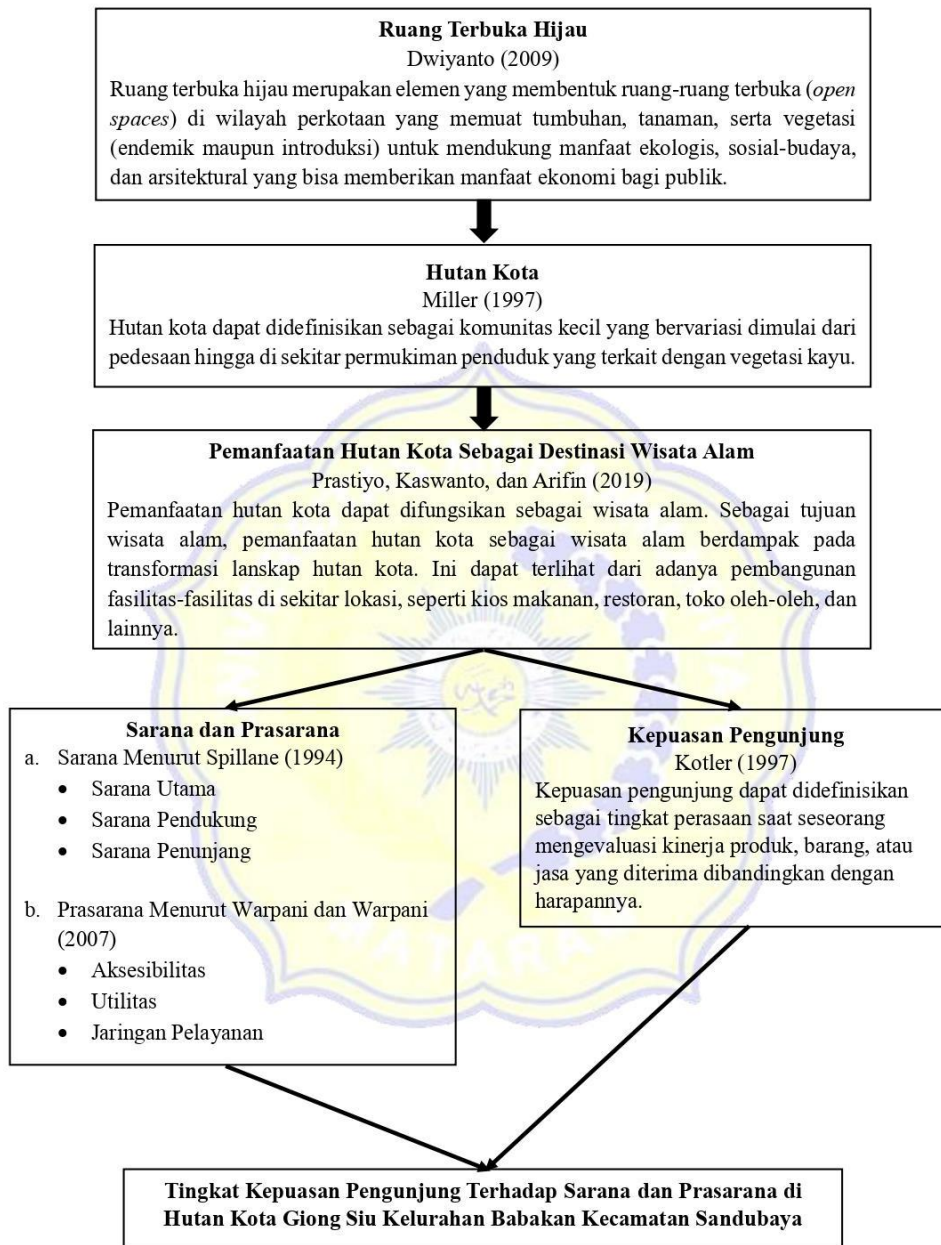 Ruang Terbuka Hijau
Dwiyanto (2009)
Ruang terbuka hijau merupakan elemen yang membentuk ruang-ruang terbuka (open
spaces) di wilayah perkotaan yang memuat tumbuhan, tanaman, serta vegetasi
(endemik maupun introduksi) untuk mendukung manfaat ekologis, sosial-budaya,
dan arsitektural yang bisa memberikan manfaat ekonomi bagi publik.
Hutan Kota
Miller (1997)
Hutan kota dapat didefinisikan sebagai komunitas kecil yang bervariasi dimulai dari
pedesaan hingga di sekitar permukiman penduduk yang terkait dengan vegetasi kayu.
Pemanfaatan Hutan Kota Sebagai Destinasi Wisata Alam
Prastiyo, Kaswanto, dan Arifin (2019)
Pemanfaatan hutan kota dapat difungsikan sebagai wisata alam. Sebagai tujuan
wisata alam, pemanfaatan hutan kota sebagai wisata alam berdampak pada
transformasi lanskap hutan kota. Ini dapat terlihat dari adanya pembangunan
fasilitas-fasilitas di sekitar lokasi, seperti kios makanan, restoran, toko oleh-oleh, dan
lainnya.
Sarana dan Prasarana
a. Sarana Menurut Spillane (1994)
• Sarana Utama
• Sarana Pendukung
• Sarana Penunjang
b. Prasarana Menurut Warpani dan Warpani
(2007)
• Aksesibilitas
• Utilitas
• Jaringan Pelayanan
Kepuasan Pengunjung
Kotler (1997)
Kepuasan pengunjung dapat didefinisikan
sebagai tingkat perasaan saat seseorang
mengevaluasi kinerja produk, barang, atau
jasa yang diterima dibandingkan dengan
harapannya.
MATARAM
Tingkat Kepuasan Pengunjung Terhadap Sarana dan Prasarana di
Hutan Kota Giong Siu Kelurahan Babakan Kecamatan Sandubaya